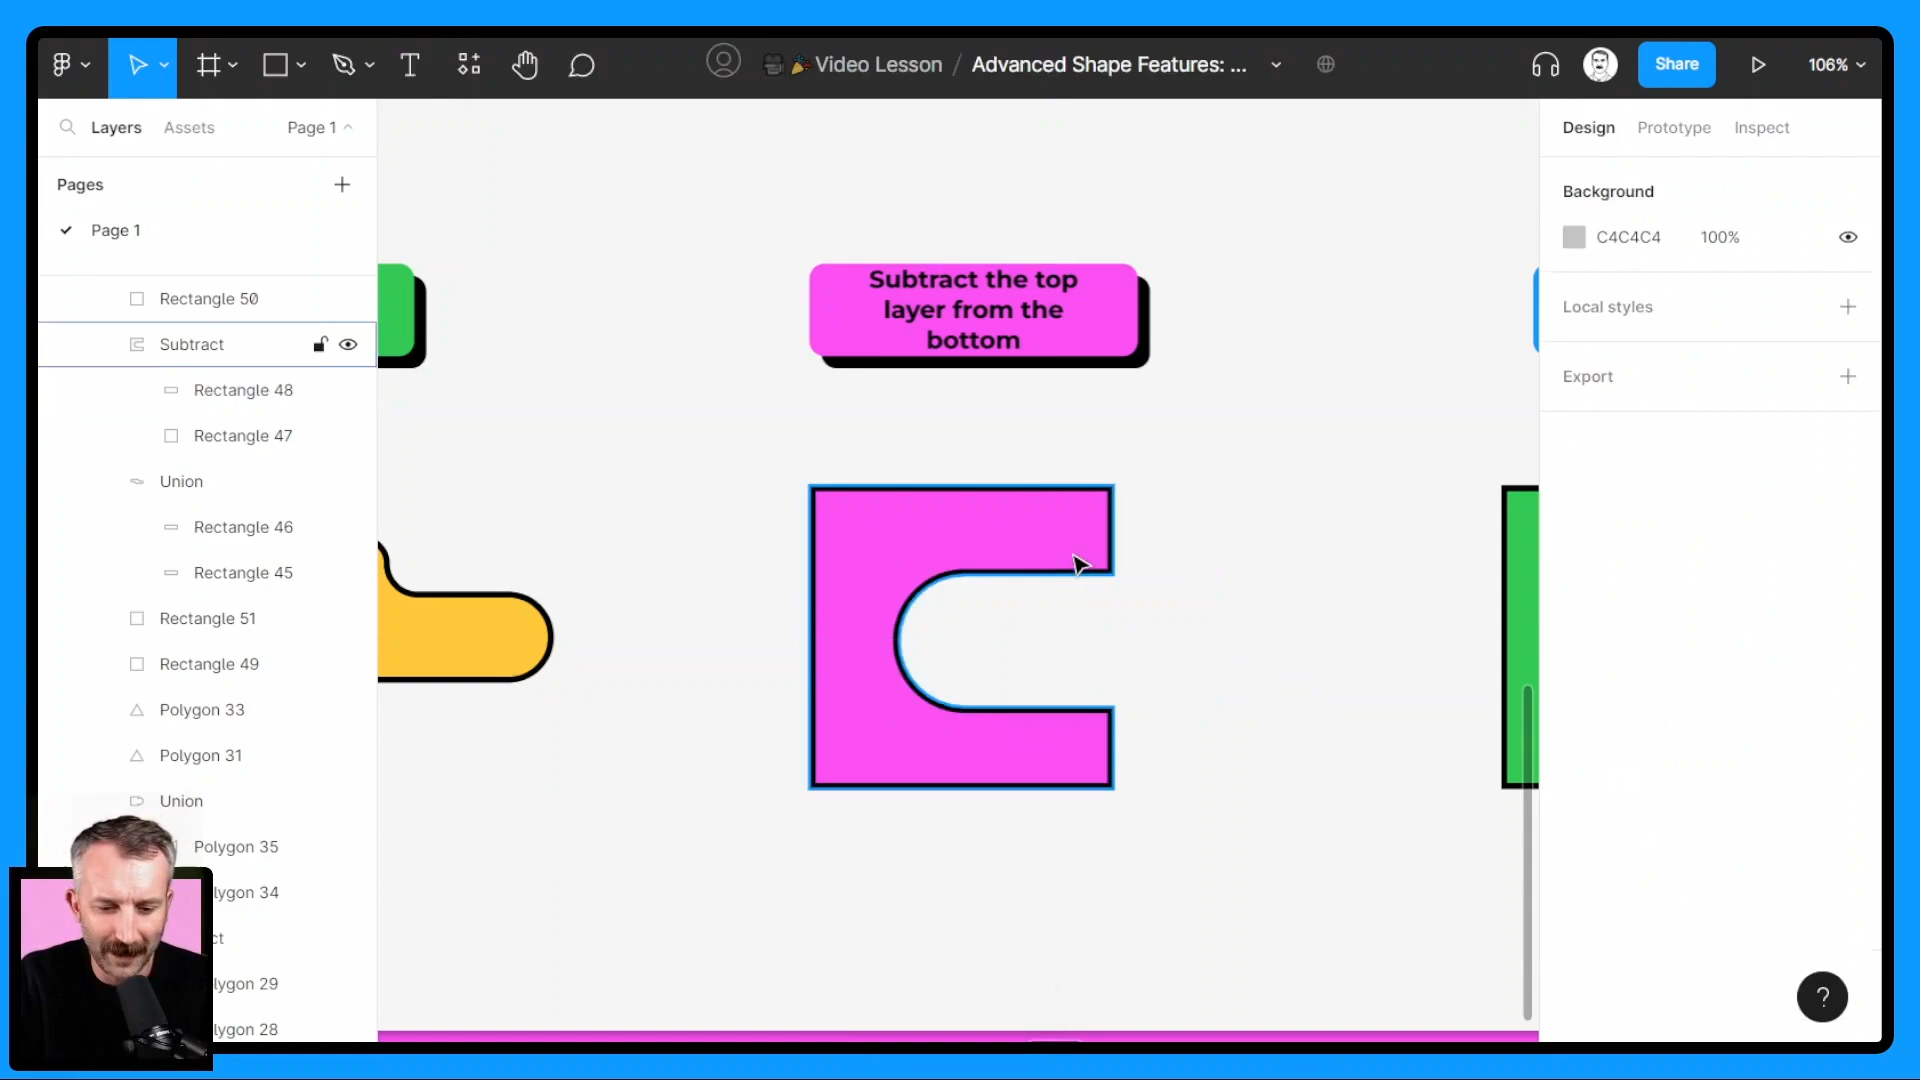 Video Lesson / Advanced Shape Features: ...
Share
106%
Layers
Assets
Page 1
Pages
Page 1
Rectangle 50
Subtract
Rectangle 48
Rectangle 47
Union
Rectangle 46
Rectangle 45
Rectangle 51
Rectangle 49
Polygon 33
Polygon 31
Union
Polygon 35
lygon 34
ct
lygon 29
lygon 28
Subtract the top
layer from the
bottom
Design
Prototype
Inspect
Background
C4C4C4
100%
Local styles
Export
?